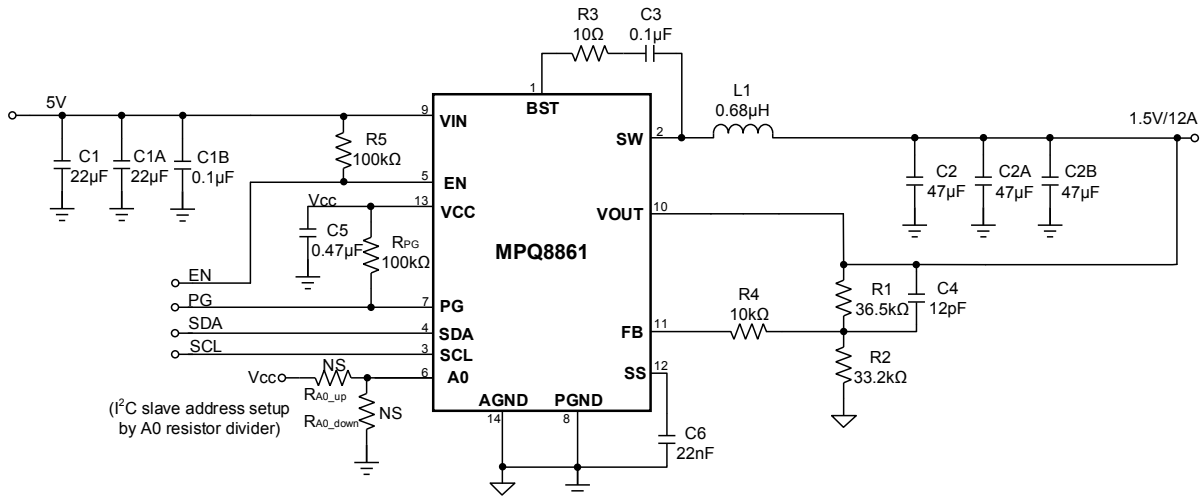 R3
10Ω
C3
0.1μF
1
BST
5V
9
VIN
L1
0.68μH
1.5V/12A
SW
2
C1
22μF
C1A
22μF
C1B
0.1μF
R5
100kΩ
5
EN
C2
47μF
C2A
47μF
C2B
47μF
Vcc
13
VCC
VOUT
10
C5
0.47μF
RPG
100kΩ
MPQ8861
EN
PG
7
PG
R4
10kΩ
R1
36.5kΩ
C4
12pF
SDA
4
SDA
FB
11
SCL
3
SCL
R2
33.2kΩ
SS
12
Vcc
NS
6
A0
RA0_up
(I2C slave address setup
by A0 resistor divider)
RA0_down
NS
AGND
PGND
14
8
C6
22nF